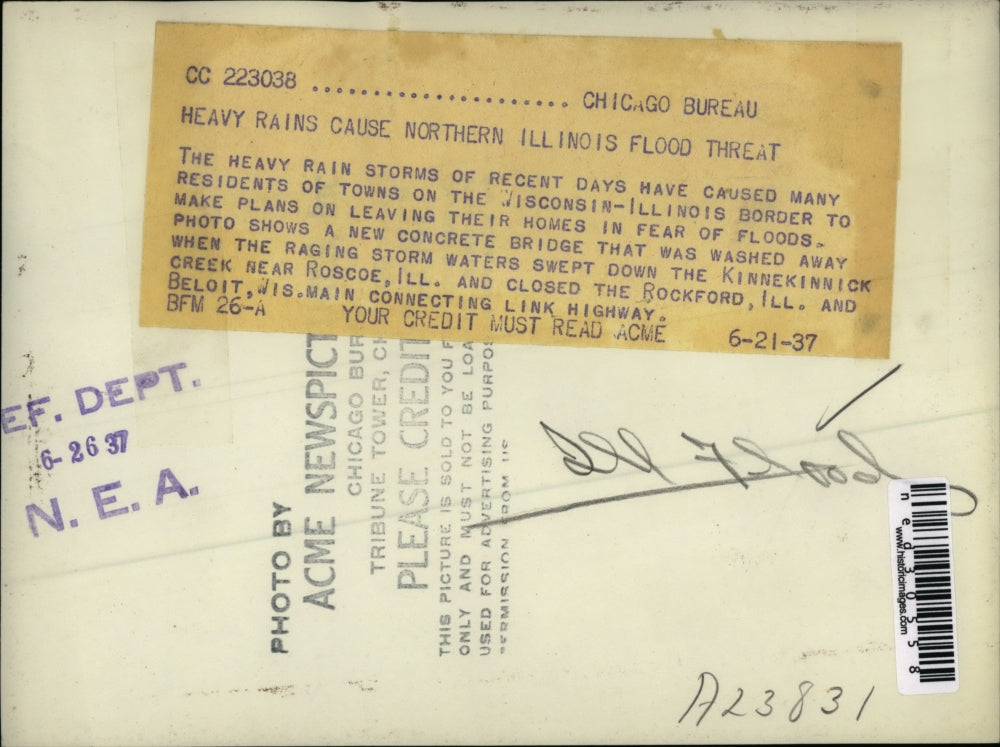 CC 223038 ..................... CHICAGO BUREAU
HEAVY RAINS CAUSE NORTHERN ILLINOIS FLOOD THREAT
THE HEAVY RAIN STORMS OF RECENT DAYS HAVE CAUSED MANY
RESIDENTS OF TOWNS ON THE WISCONSIN-ILLINOIS BORDER TO
MAKE PLANS ON LEAVING THEIR HOMES IN FEAR OF FLOODS.
PHOTO SHOWS A NEW CONCRETE BRIDGE THAT WAS WASHED AWAY
WHEN THE RAGING STORM WATERS SWEPT DOWN THE KINNEKINNICK
CREEK NEAR ROSCOE, ILL. AND CLOSED THE ROCKFORD, ILL. AND
BELOIT, WIS. MAIN CONNECTING LINK HIGHWAY.
BFM 26-A YOUR CREDIT MUST READ ACME 6-21-37
EF. DEPT.
6-26 37
N. E. A.
PHOTO BY
ACME NEWSPICT
CHICAGO BUR
TRIBUNE TOWER, CH
PLEASE CREDIT
THIS PICTURE IS SOLD TO YOU F
ONLY AND MUST NOT BE LOA
USED FOR ADVERTISING PURPOS
PERMISSION FROM US
Ill Flood
ned30558
www.historicimages.com
A23831